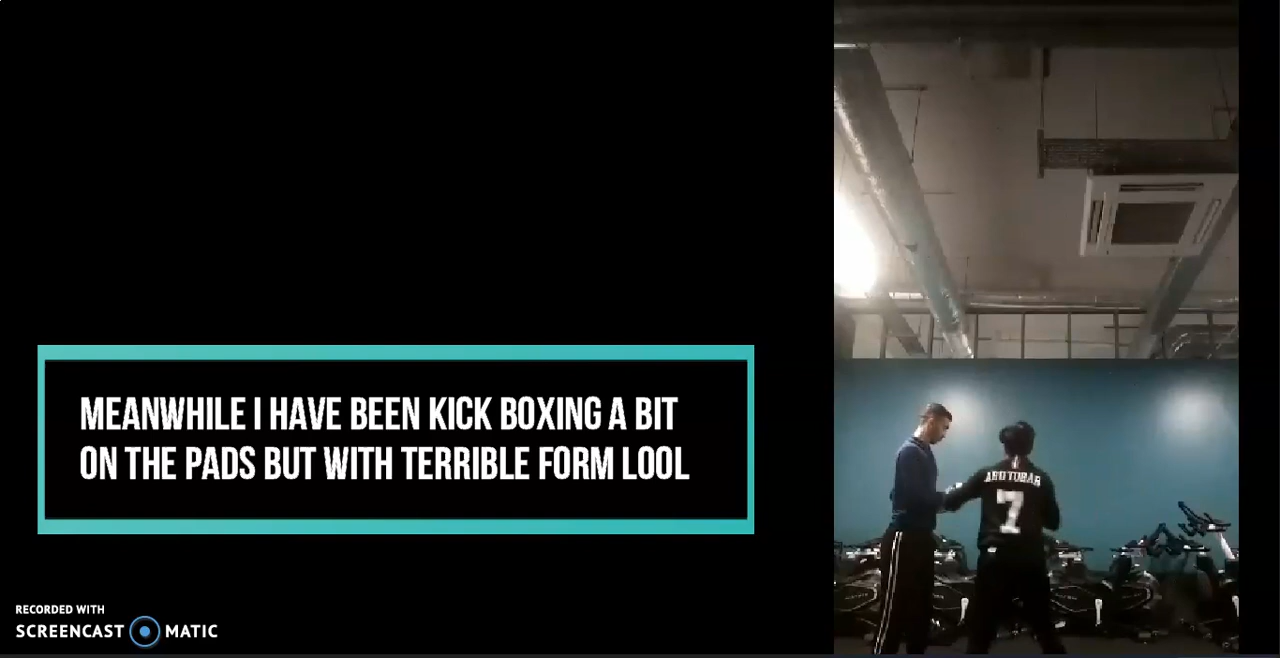 MEANWHILE I HAVE BEEN KICK BOXING A BIT
ON THE PADS BUT WITH TERRIBLE FORM LOOL
RECORDED WITH
SCREENCAST MATIC
7